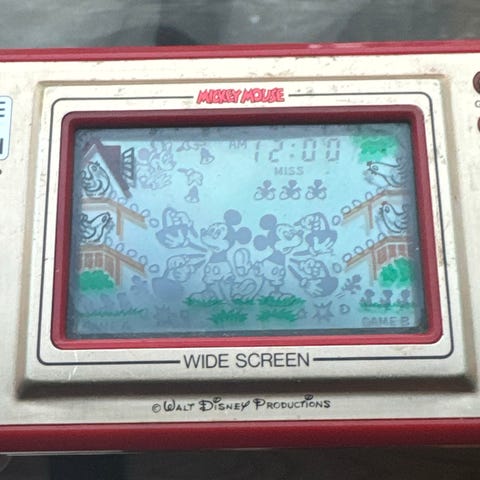 MICKEY MOUSE
AM 12:00
MISS
GAME B
WIDE SCREEN
© WALT DISNEY PRODUCTIONS